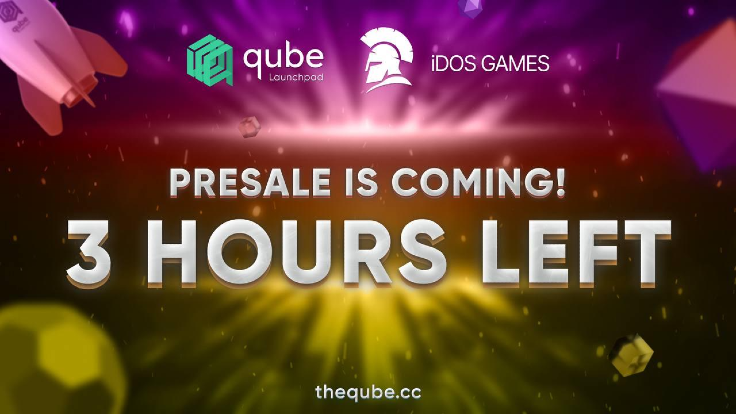 qube
Launchpad
iDOS GAMES
PRESALE IS COMING!
3 HOURS LEFT
theqube.cc